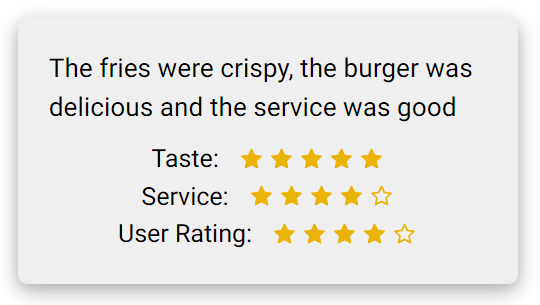 The fries were crispy, the burger was
delicious and the service was good
Taste:
Service:
User Rating: